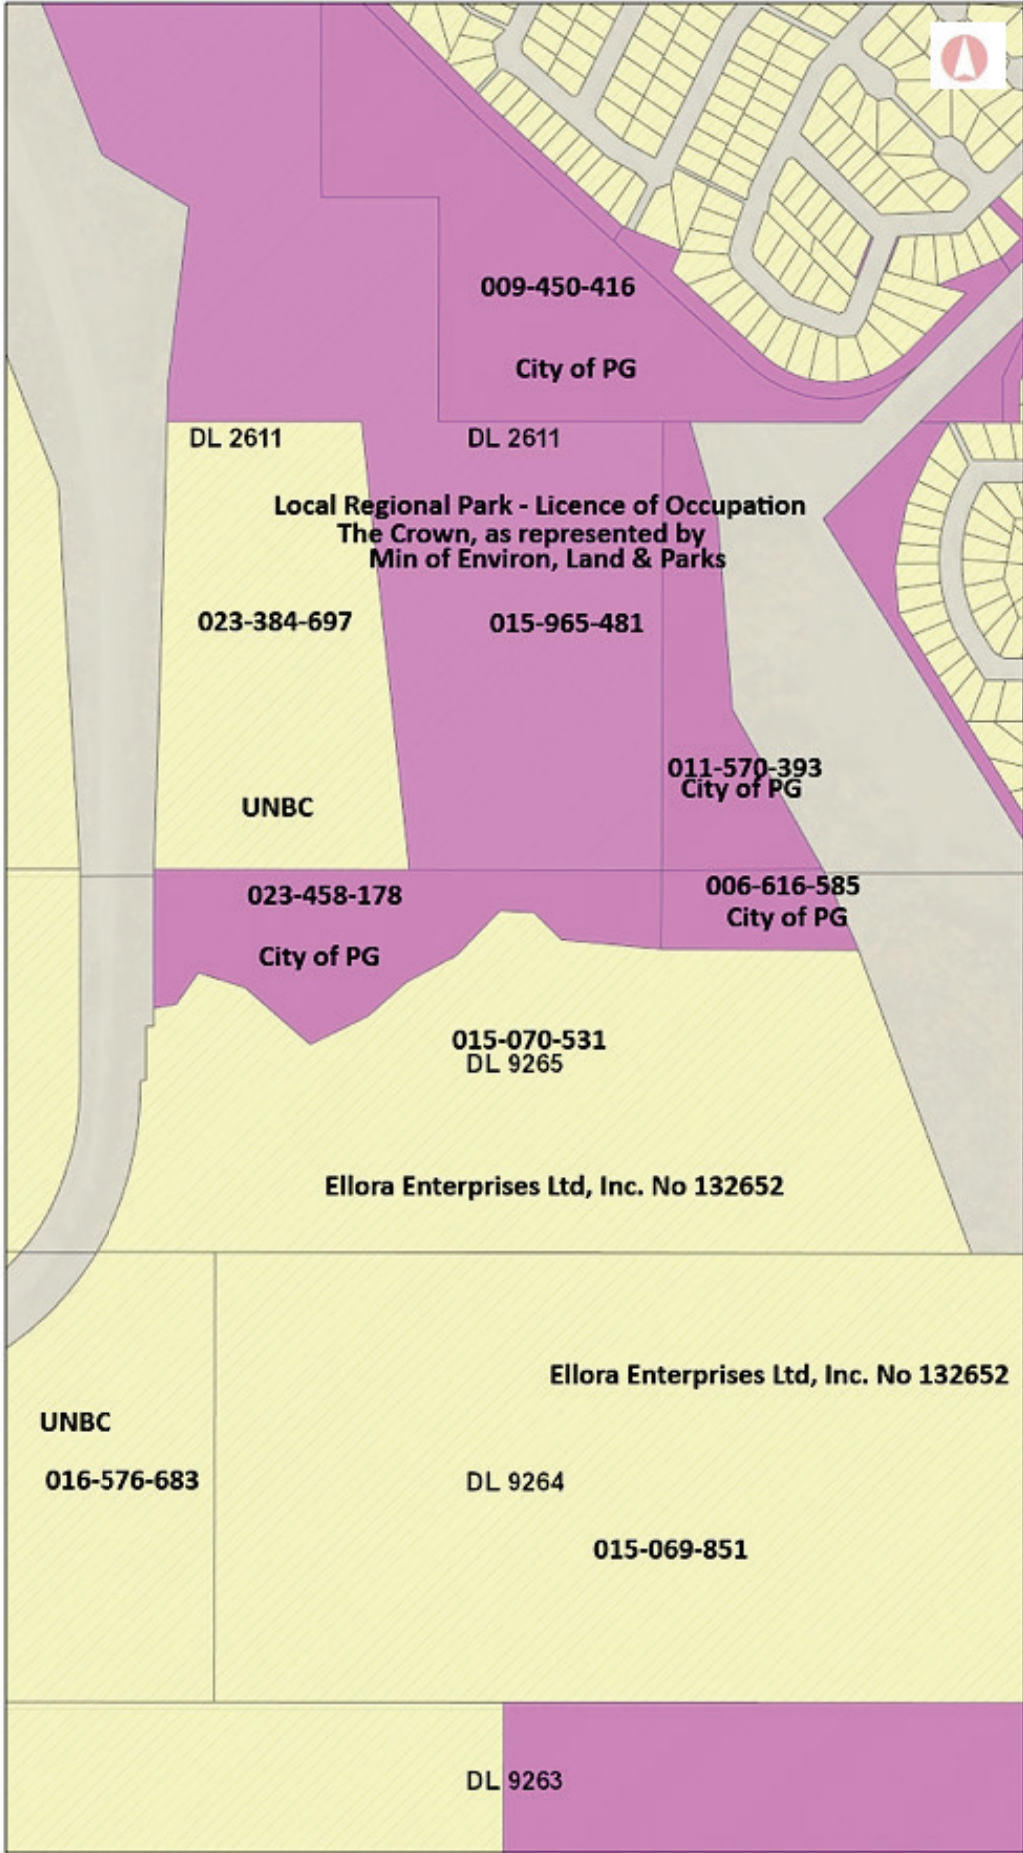 009-450-416
City of PG
DL 2611
DL 2611
Local Regional Park - Licence of Occupation
The Crown, as represented by
Min of Environ, Land & Parks
023-384-697
015-965-481
011-570-393
City of PG
UNBC
023-458-178
006-616-585
City of PG
City of PG
015-070-531
DL 9265
Ellora Enterprises Ltd, Inc. No 132652
Ellora Enterprises Ltd, Inc. No 132652
UNBC
016-576-683
DL 9264
015-069-851
DL 9263